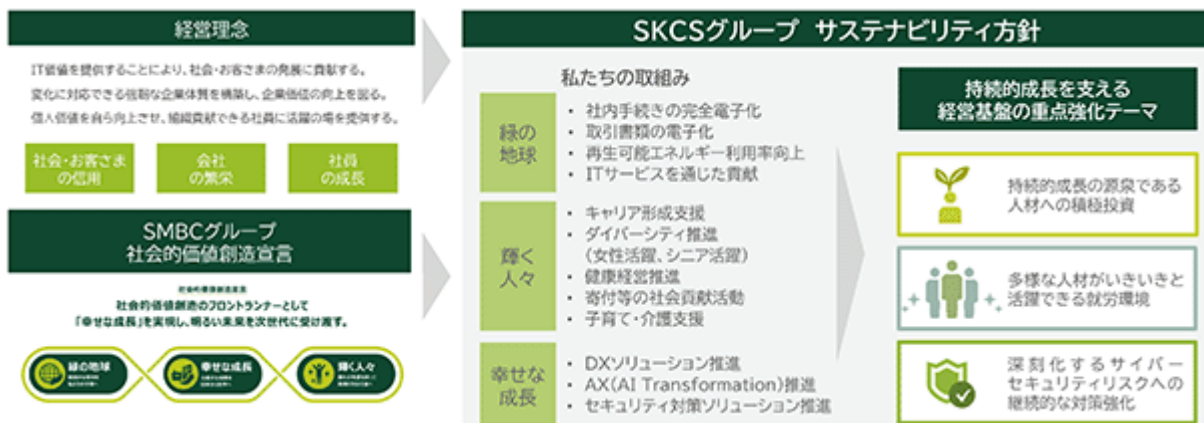 経営理念
IT価値を提供することにより、社会・お客さまの発展に貢献する。
変化に対応できる強靭な企業体質を構築し、企業価値の向上を図る。
個人価値を自ら向上させ、組織貢献できる社員に活躍の場を提供する。
社会・お客さま
の信用
会社
の繁栄
社員
の成長
SMBCグループ
社会的価値創造宣言
社会的価値創造宣言
社会的価値創造のフロントランナーとして
「幸せな成長」を実現し、明るい未来を次世代に受け渡す。
緑の地球
幸せな成長
輝く人々
SKCSグループ サステナビリティ方針
私たちの取組み
緑の
地球
• 社内手続きの完全電子化
• 取引書類の電子化
• 再生可能エネルギー利用率向上
• ITサービスを通じた貢献
輝く
人々
• キャリア形成支援
• ダイバーシティ推進
(女性活躍、シニア活躍)
• 健康経営推進
• 寄付等の社会貢献活動
• 子育て・介護支援
幸せな
成長
• DXソリューション推進
• AX(AI Transformation)推進
• セキュリティ対策ソリューション推進
持続的成長を支える
経営基盤の重点強化テーマ
持続的成長の源泉である
人材への積極投資
多様な人材がいきいきと
活躍できる就労環境
深刻化するサイバー
セキュリティリスクへの
継続的な対策強化